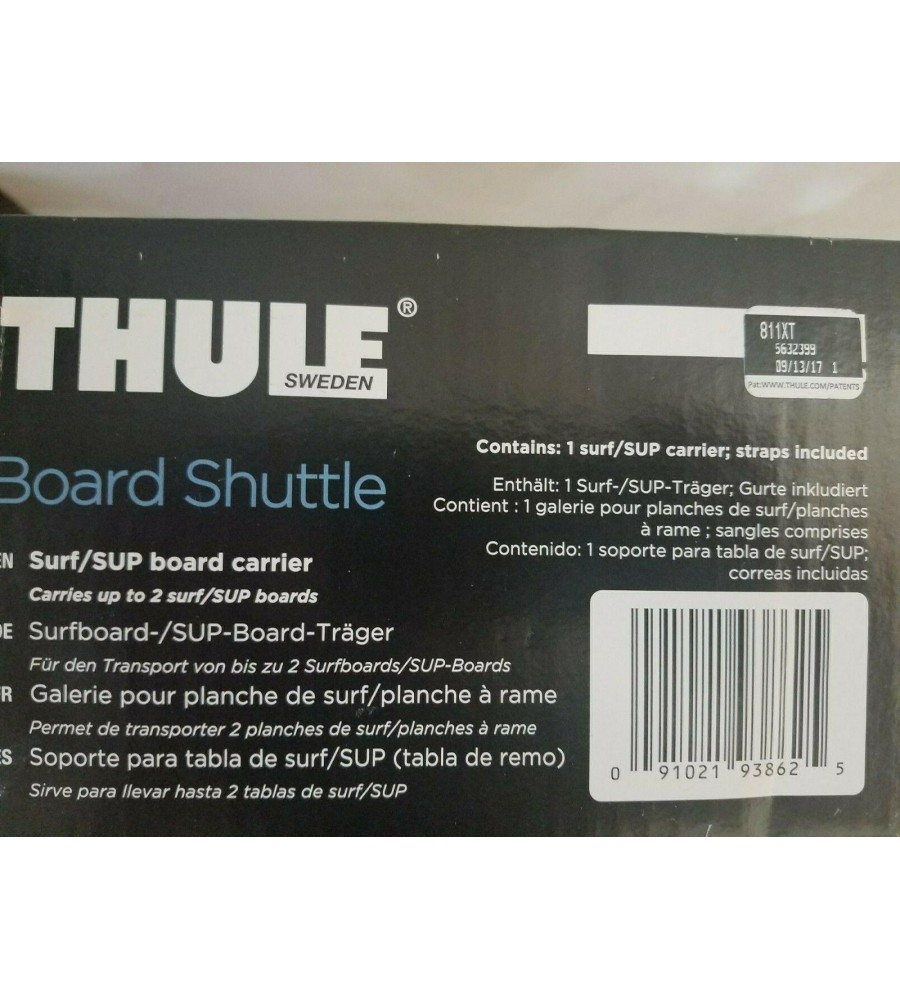 THULE®
SWEDEN
811XT
5632399
09/13/17 1
Pat:WWW.THULE.COM/PATENTS
Board Shuttle
Contains: 1 surf/SUP carrier; straps included
Enthält: 1 Surf-/SUP-Träger; Gurte inkludiert
Contient : 1 galerie pour planches de surf/planches
à rame ; sangles comprises
Contenido: 1 soporte para tabla de surf/SUP;
correas incluidas
EN Surf/SUP board carrier
Carries up to 2 surf/SUP boards
DE Surfboard-/SUP-Board-Träger
Für den Transport von bis zu 2 Surfboards/SUP-Boards
FR Galerie pour planche de surf/planche à rame
Permet de transporter 2 planches de surf/planches à rame
ES Soporte para tabla de surf/SUP (tabla de remo)
Sirve para llevar hasta 2 tablas de surf/SUP
0 91021 93862 5